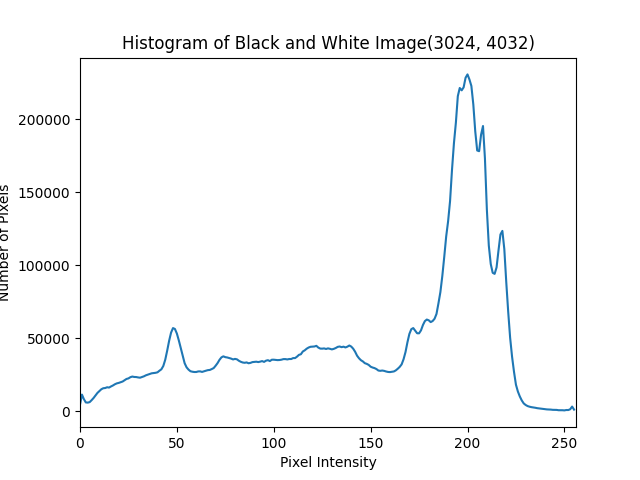 Histogram of Black and White Image(3024, 4032)
Number of Pixels
200000
150000
100000
50000
0
0 50 100 150 200 250
Pixel Intensity